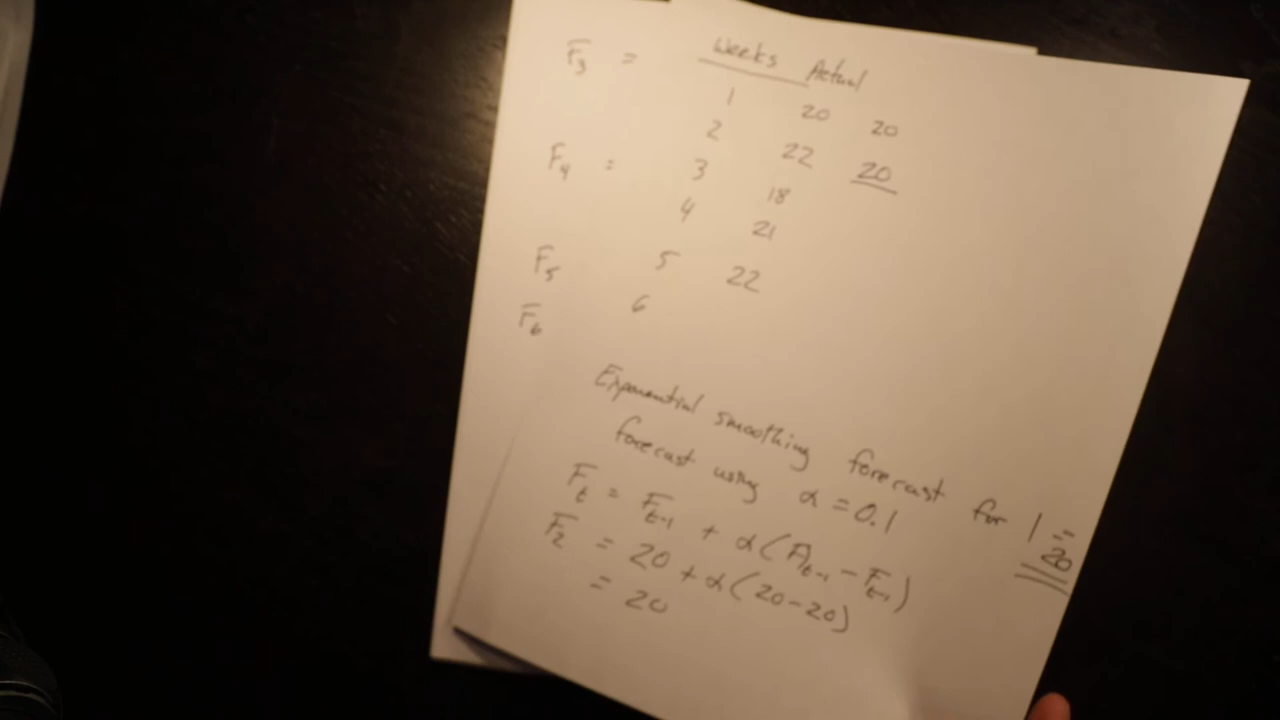 F3 = Weeks Actual
1 20 20
2 22 20
F4 = 3 18
4 21
F5 5 22
F6 6
Exponential smoothing forecast for 1 = 20
forecast using α = 0.1
Ft = Ft-1 + α(At-1 - Ft-1)
F2 = 20 + α(20-20)
= 20